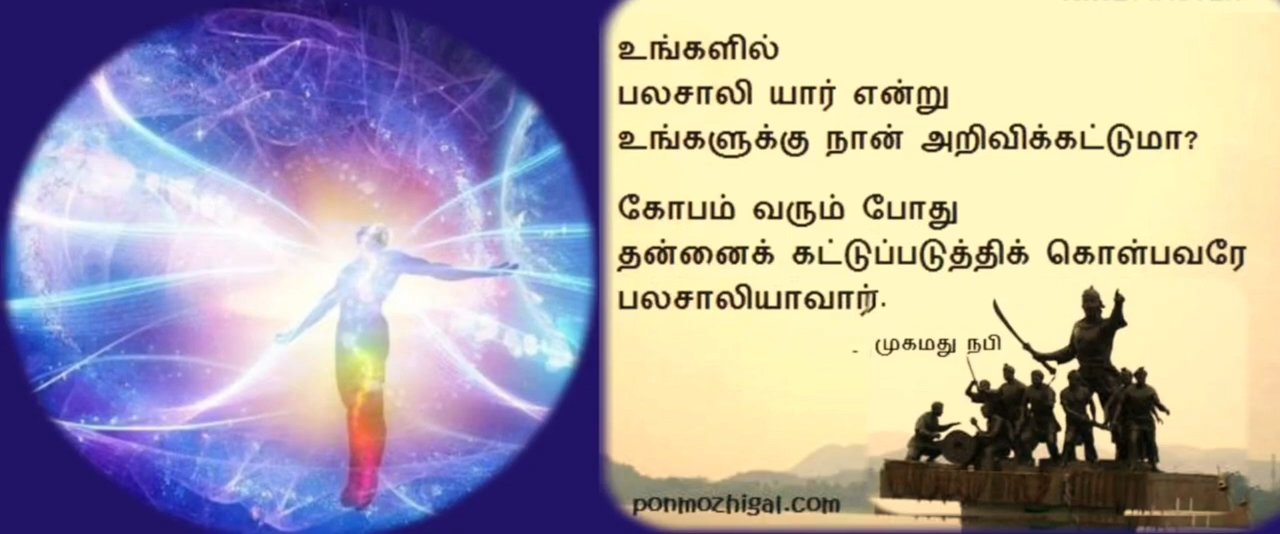 உங்களில்
பலசாலி யார் என்று
உங்களுக்கு நான் அறிவிக்கட்டுமா?
கோபம் வரும் போது
தன்னைக் கட்டுப்படுத்திக் கொள்பவரே
பலசாலியாவார்.
- முகமது நபி
ponmozhigal.com